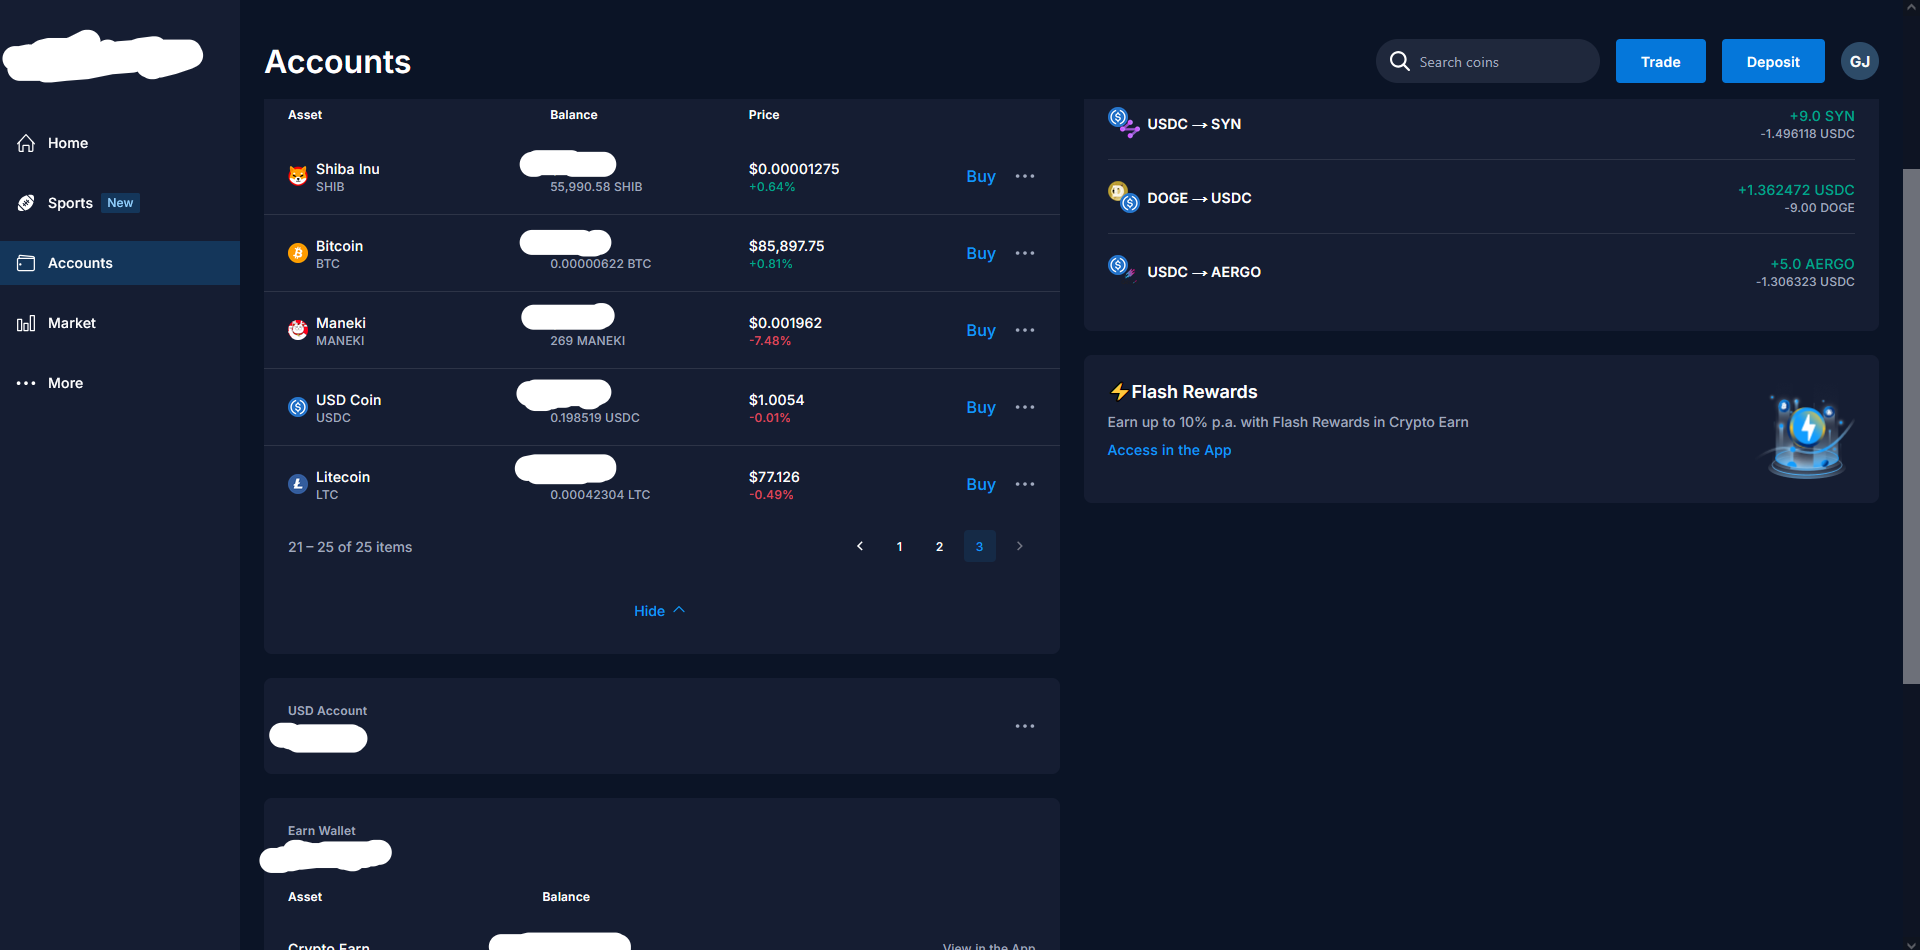 Accounts
Search coins
Trade
Deposit
GJ
Home
Sports New
Accounts
Market
More
Asset Balance Price
Shiba Inu $0.00001275
SHIB 55,990.58 SHIB +0.64% Buy
Bitcoin $85,897.75
BTC 0.00000622 BTC +0.81% Buy
Maneki $0.001962
MANEKI 269 MANEKI -7.48% Buy
USD Coin $1.0054
USDC 0.198519 USDC -0.01% Buy
Litecoin $77.126
LTC 0.00042304 LTC -0.49% Buy
21 – 25 of 25 items 1 2 3
Hide
USD Account
Earn Wallet
Asset Balance
Crypto Earn View in the App
USDC → SYN +9.0 SYN
-1.496118 USDC
DOGE → USDC +1.362472 USDC
-9.00 DOGE
USDC → AERGO +5.0 AERGO
-1.306323 USDC
⚡Flash Rewards
Earn up to 10% p.a. with Flash Rewards in Crypto Earn
Access in the App